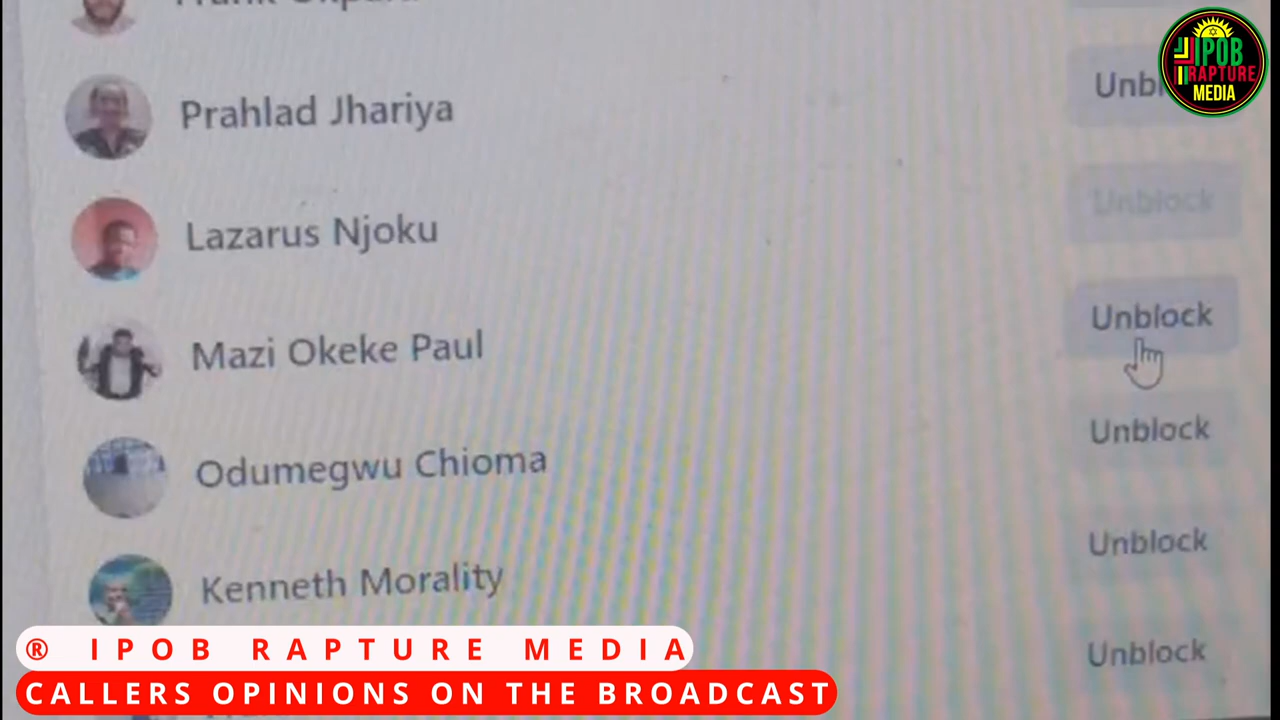 Prahlad Jhariya
Unbl
Lazarus Njoku
Unblock
Mazi Okeke Paul
Unblock
Odumegwu Chioma
Unblock
Kenneth Morality
Unblock
Unblock
IPOB
RAPTURE
MEDIA
® IPOB RAPTURE MEDIA
CALLERS OPINIONS ON THE BROADCAST